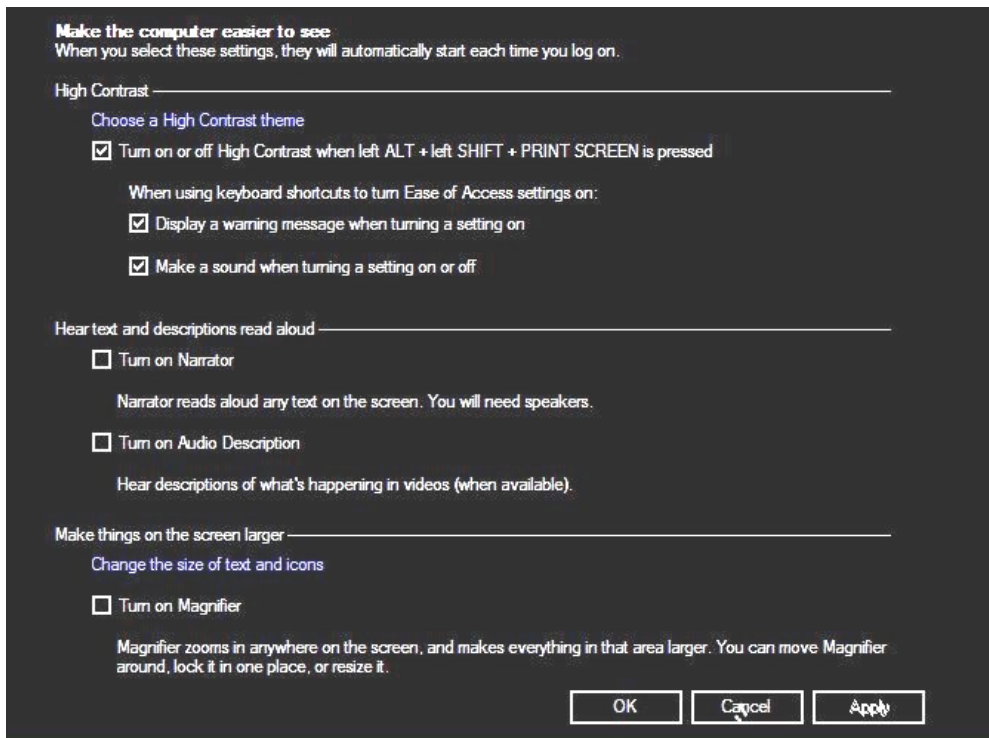 Make the computer easier to see
When you select these settings, they will automatically start each time you log on.
High Contrast
Choose a High Contrast theme
Turn on or off High Contrast when left ALT + left SHIFT + PRINT SCREEN is pressed
When using keyboard shortcuts to turn Ease of Access settings on:
Display a warning message when turning a setting on
Make a sound when turning a setting on or off
Hear text and descriptions read aloud
Turn on Narrator
Narrator reads aloud any text on the screen. You will need speakers.
Turn on Audio Description
Hear descriptions of what's happening in videos (when available).
Make things on the screen larger
Change the size of text and icons
Turn on Magnifier
Magnifier zooms in anywhere on the screen, and makes everything in that area larger. You can move Magnifier
around, lock it in one place, or resize it.
OK Cancel Apply